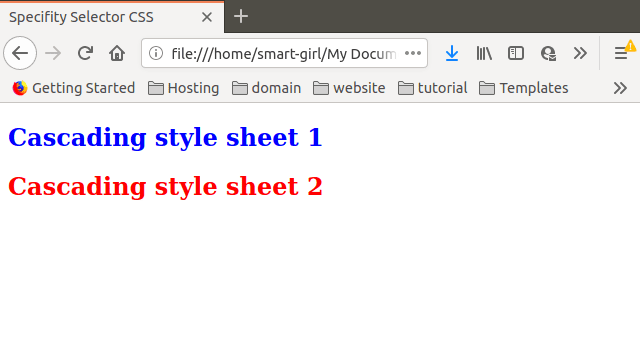 Specifity Selector CSS
file:///home/smart-girl/My Docum
Getting Started Hosting domain website tutorial Templates
Cascading style sheet 1
Cascading style sheet 2